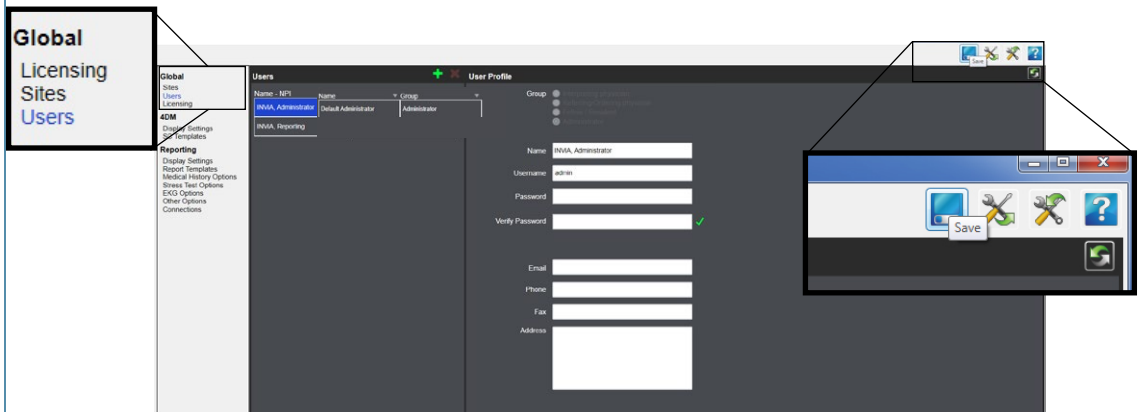 Global
Licensing
Sites
Users
Save
Global
Sites
Users
Licensing
4DM
Display Settings
Templates
Reporting
Display Settings
Report Templates
Medical History Options
Stress Test Options
EKG Options
Other Options
Connections
Users
Name - NPI Name Group
INVIA, Administrator Default Administrator Administrator
INVIA, Reporting
User Profile
Group
Name INVIA, Administrator
Username admin
Password
Verify Password
Email
Phone
Fax
Address
Save